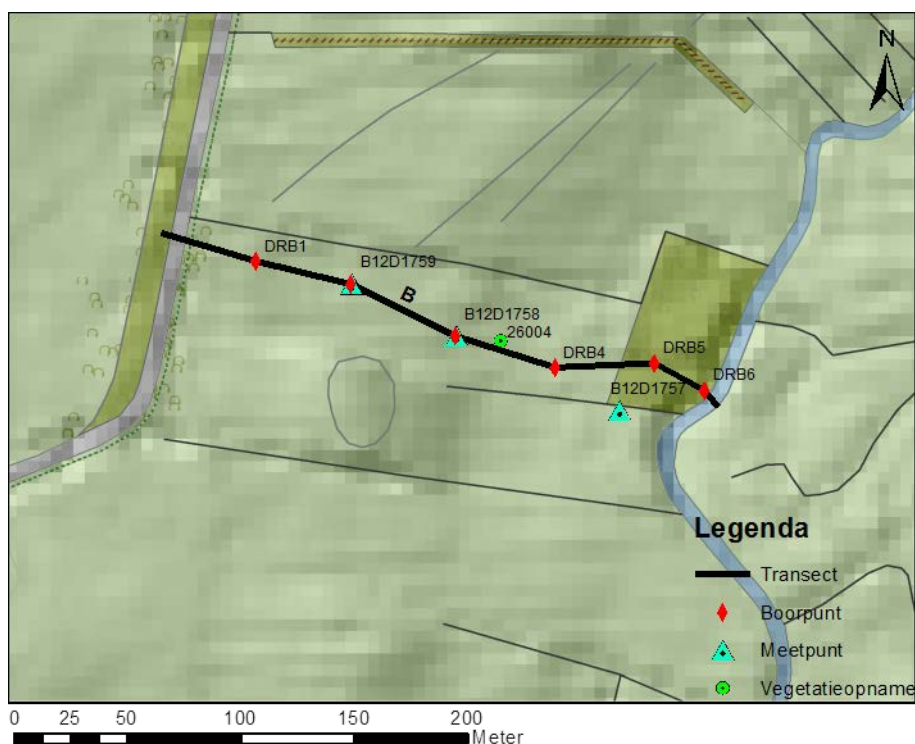 N
DRB1
B12D1759
B
B12D1758
26004
DRB4
DRB5
B12D1757
DRB6
Legenda
Transect
Boorpunt
Meetpunt
Vegetatieopname
0 25 50 100 150 200
Meter